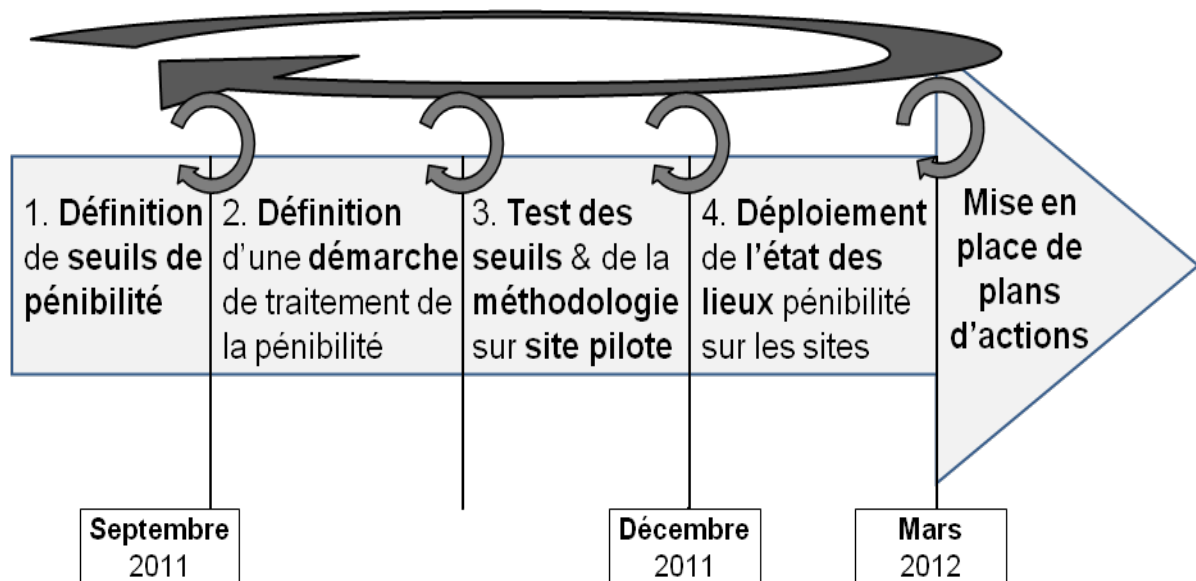 1. Définition
de seuils de
pénibilité
2. Définition
d'une démarche
de traitement de
la pénibilité
3. Test des
seuils & de la
méthodologie
sur site pilote
4. Déploiement
de l'état des
lieux pénibilité
sur les sites
Mise en
place de
plans
d'actions
Septembre
2011
Décembre
2011
Mars
2012